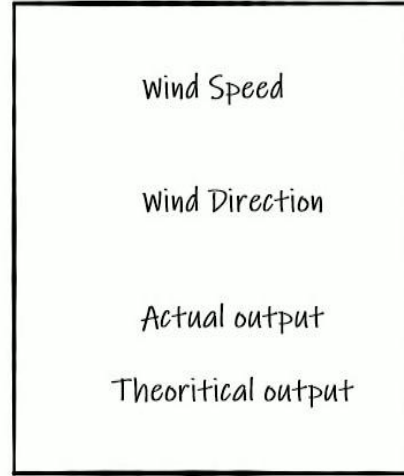 Wind Speed
Wind Direction
Actual output
Theoritical output